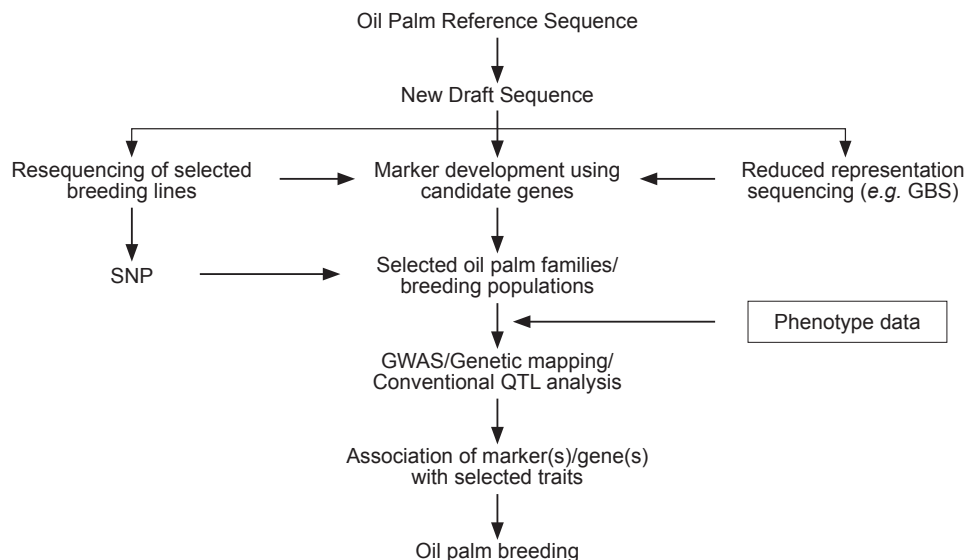 Oil Palm Reference Sequence
New Draft Sequence
Resequencing of selected
breeding lines
Marker development using
candidate genes
Reduced representation
sequencing (e.g. GBS)
SNP
Selected oil palm families/
breeding populations
Phenotype data
GWAS/Genetic mapping/
Conventional QTL analysis
Association of marker(s)/gene(s)
with selected traits
Oil palm breeding